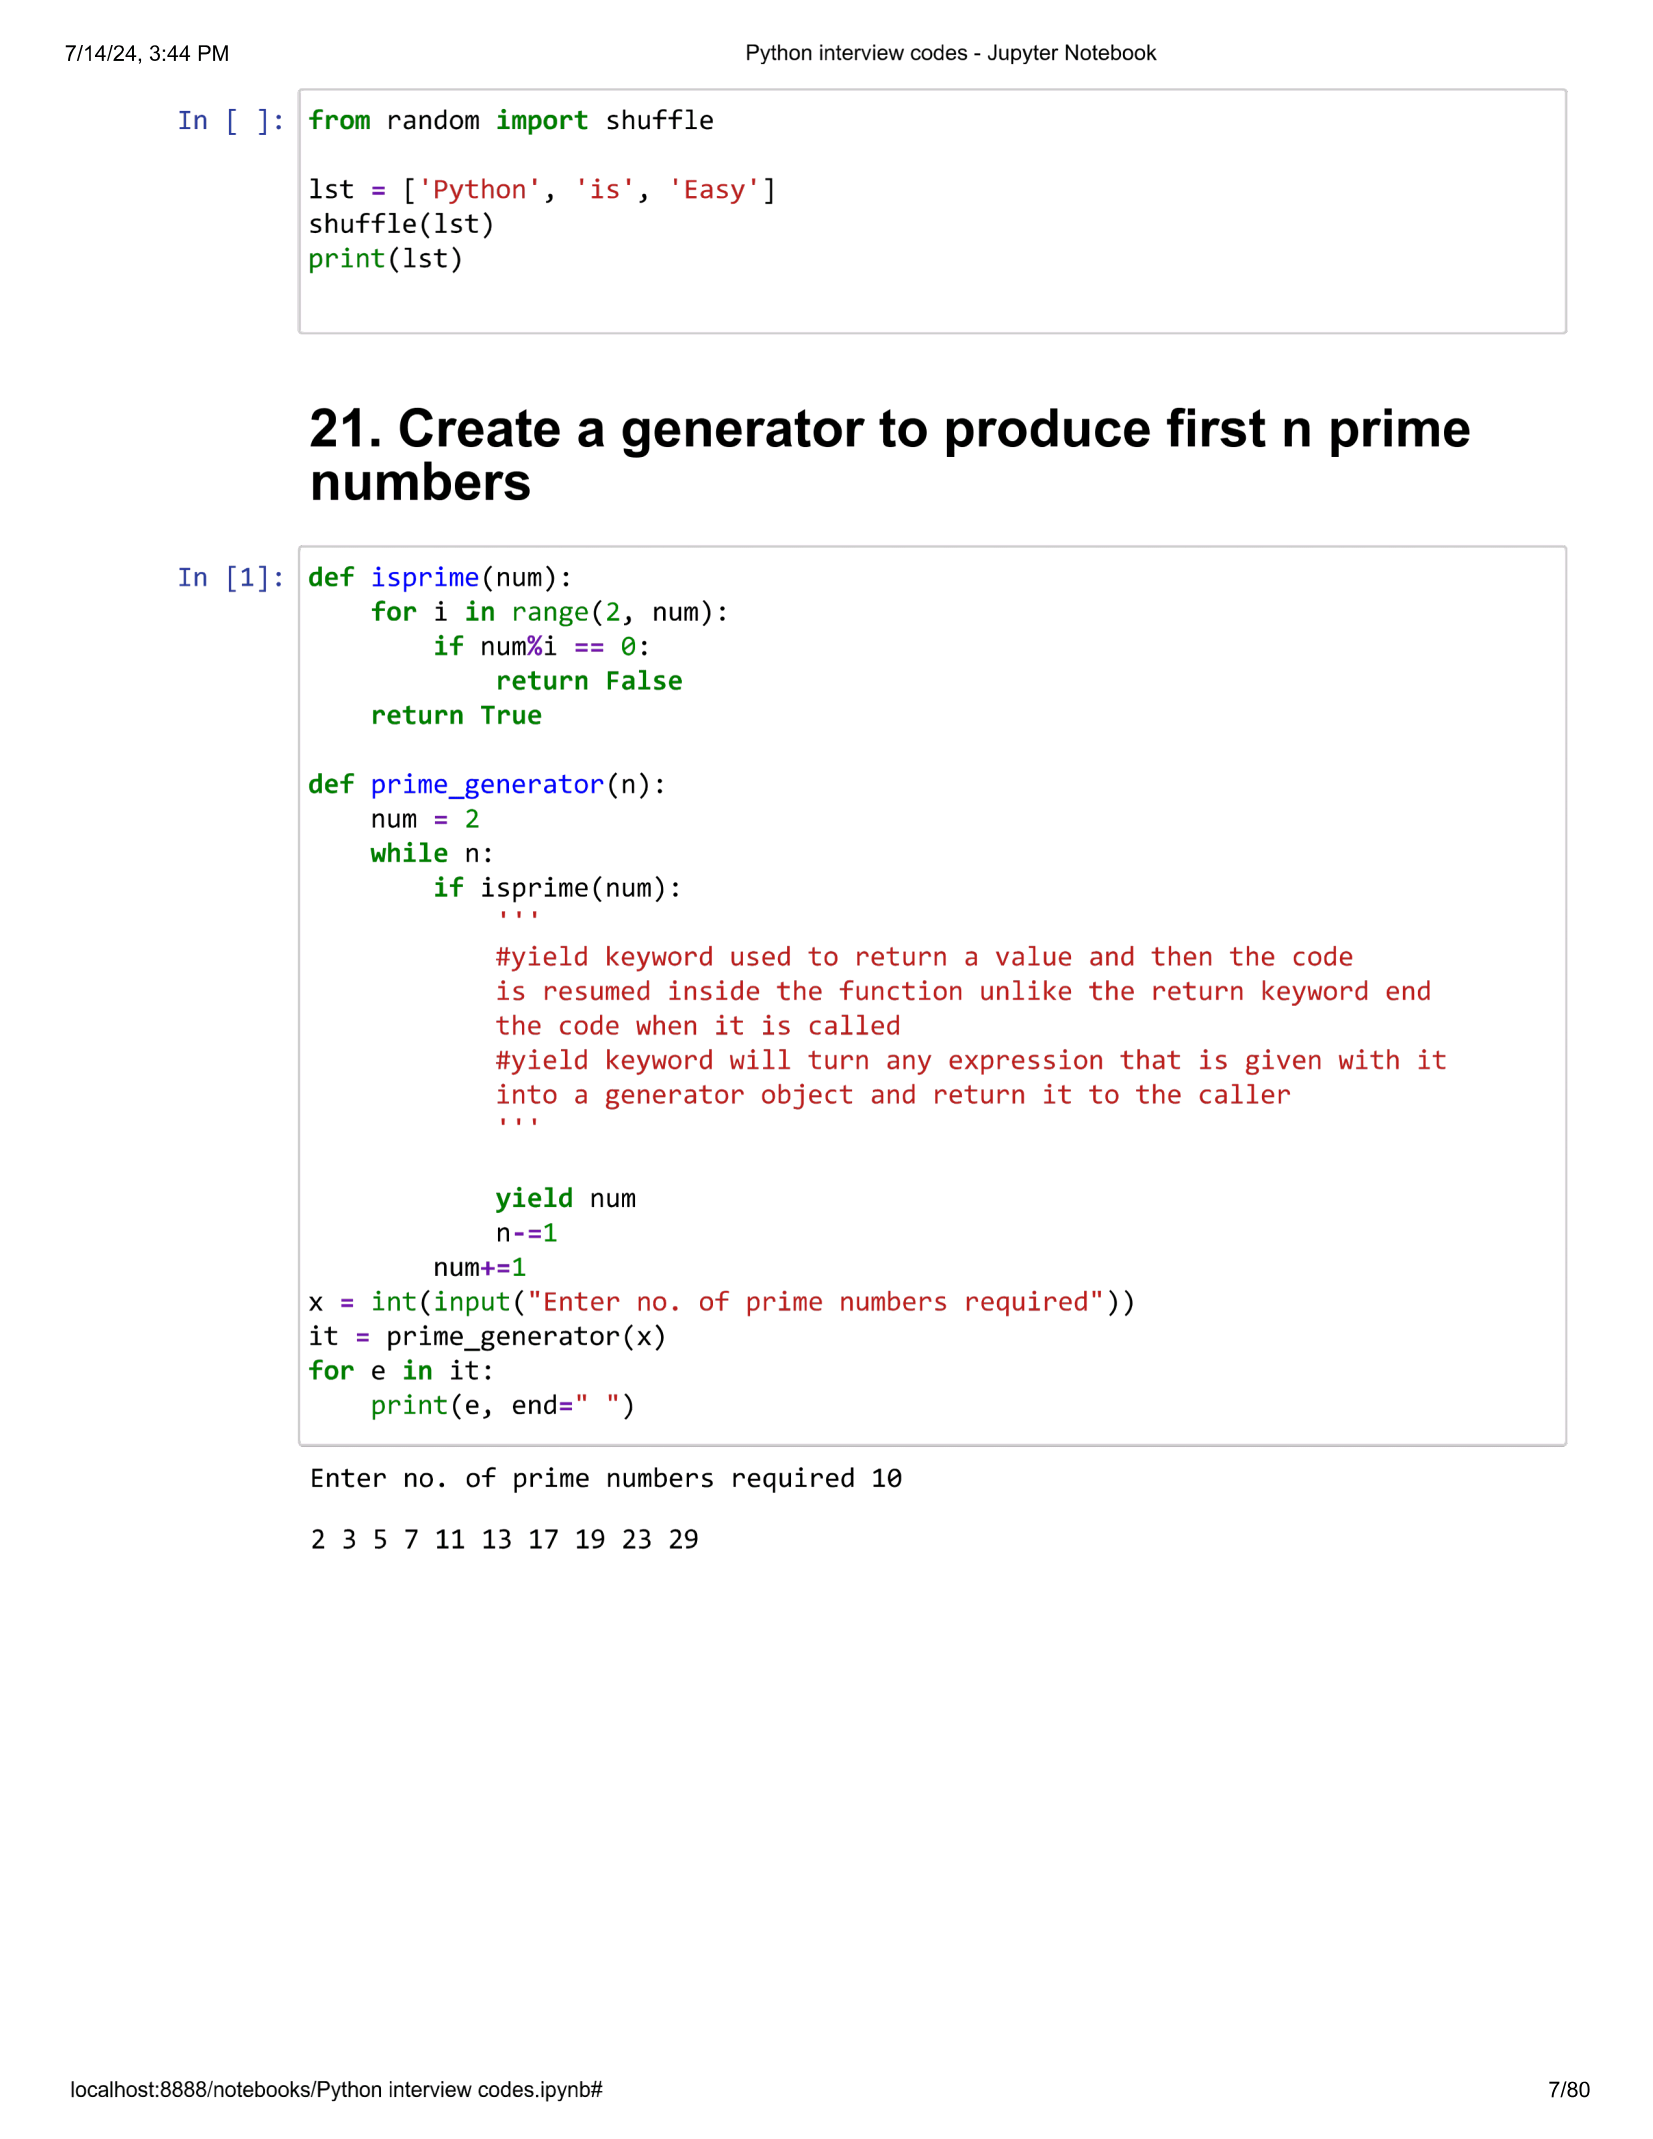 7/14/24, 3:44 PM
Python interview codes - Jupyter Notebook
In [ ]:
from random import shuffle

lst = ['Python', 'is', 'Easy']
shuffle(lst)
print(lst)

21. Create a generator to produce first n prime
numbers

In [1]:
def isprime(num):
    for i in range(2, num):
        if num%i == 0:
            return False
    return True

def prime_generator(n):
    num = 2
    while n:
        if isprime(num):
            '''
            #yield keyword used to return a value and then the code
            is resumed inside the function unlike the return keyword end
            the code when it is called
            #yield keyword will turn any expression that is given with it
            into a generator object and return it to the caller
            '''

            yield num
            n-=1
        num+=1
x = int(input("Enter no. of prime numbers required"))
it = prime_generator(x)
for e in it:
    print(e, end=" ")

Enter no. of prime numbers required 10

2 3 5 7 11 13 17 19 23 29

localhost:8888/notebooks/Python interview codes.ipynb#
7/80